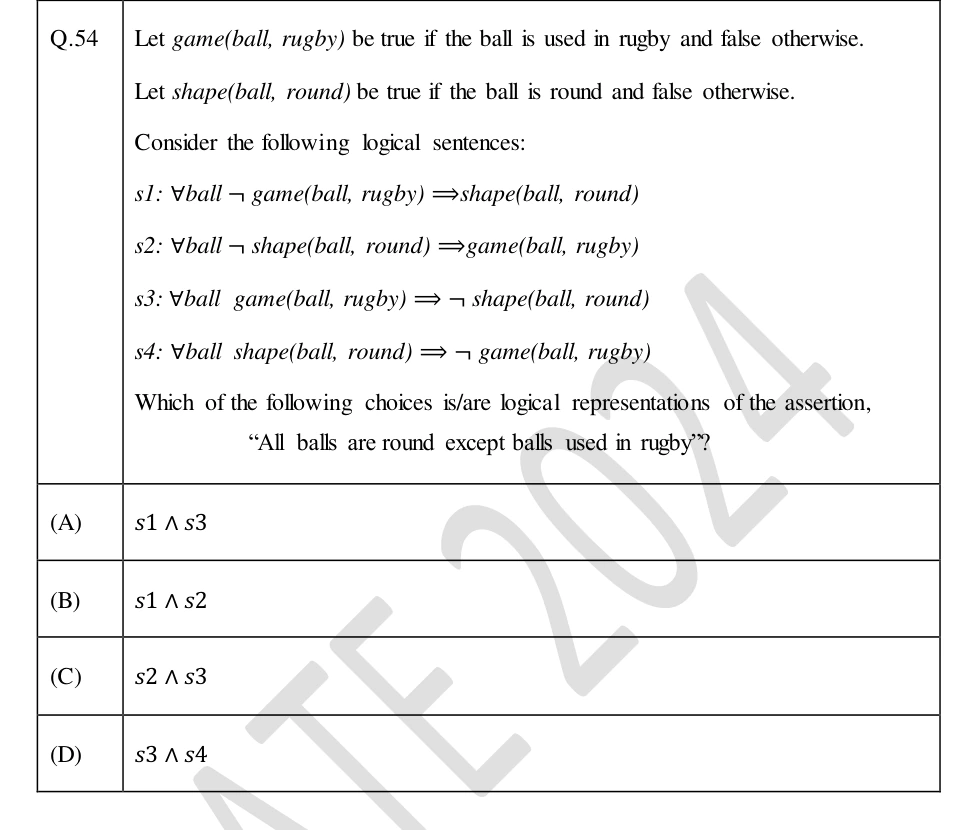 Q.54 Let game(ball, rugby) be true if the ball is used in rugby and false otherwise.
Let shape(ball, round) be true if the ball is round and false otherwise.
Consider the following logical sentences:
s1: ∀ball ¬ game(ball, rugby) ⟹shape(ball, round)
s2: ∀ball ¬ shape(ball, round) ⟹game(ball, rugby)
s3: ∀ball game(ball, rugby) ⟹ ¬ shape(ball, round)
s4: ∀ball shape(ball, round) ⟹ ¬ game(ball, rugby)
Which of the following choices is/are logical representations of the assertion,
“All balls are round except balls used in rugby”?
(A) s1 ∧ s3
(B) s1 ∧ s2
(C) s2 ∧ s3
(D) s3 ∧ s4
ATE 2024